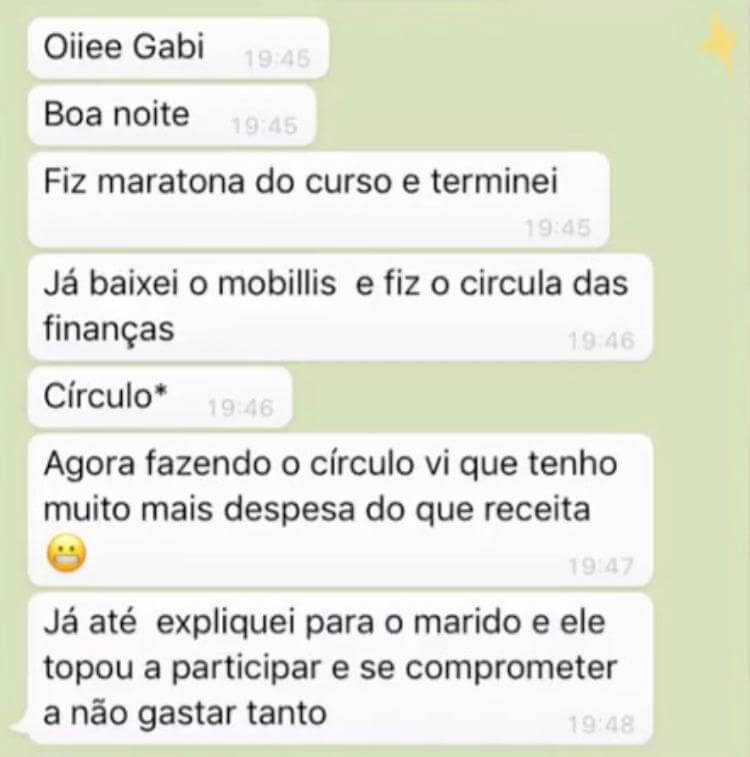 Oiiee Gabi 19:45
Boa noite 19:45
Fiz maratona do curso e terminei
19:45
Já baixei o mobillis e fiz o circula das
finanças 19:46
Círculo* 19:46
Agora fazendo o círculo vi que tenho
muito mais despesa do que receita
😬 19:47
Já até expliquei para o marido e ele
topou a participar e se comprometer
a não gastar tanto 19:48